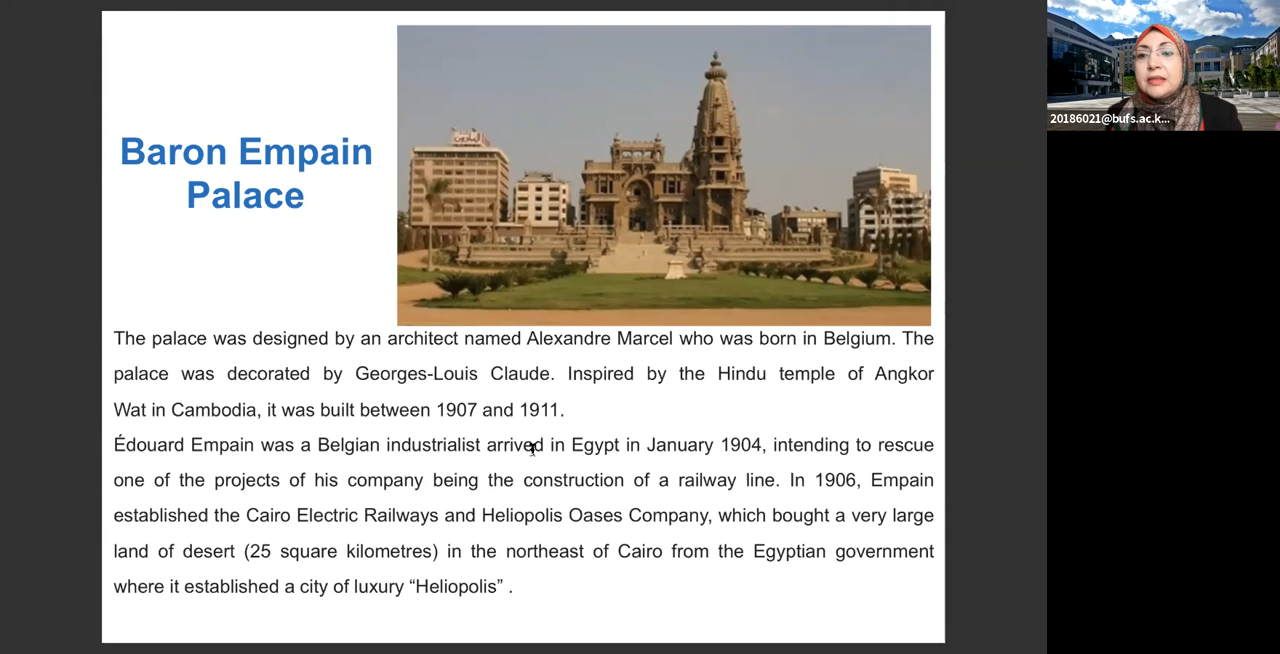 Baron Empain
Palace
البارون
20186021@bufs.ac.k...
The palace was designed by an architect named Alexandre Marcel who was born in Belgium. The
palace was decorated by Georges-Louis Claude. Inspired by the Hindu temple of Angkor
Wat in Cambodia, it was built between 1907 and 1911.
Édouard Empain was a Belgian industrialist arrived in Egypt in January 1904, intending to rescue
one of the projects of his company being the construction of a railway line. In 1906, Empain
established the Cairo Electric Railways and Heliopolis Oases Company, which bought a very large
land of desert (25 square kilometres) in the northeast of Cairo from the Egyptian government
where it established a city of luxury “Heliopolis” .